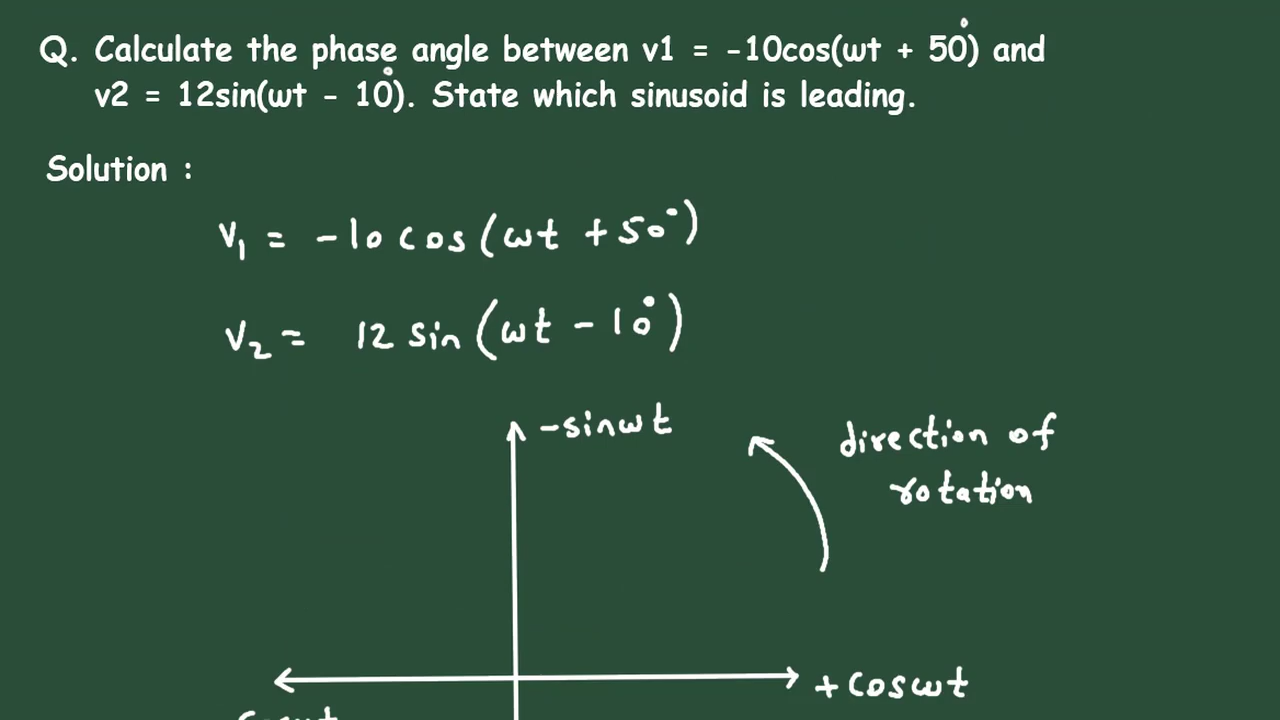 Q. Calculate the phase angle between v1 = -10cos(ωt + 50°) and
v2 = 12sin(ωt - 10°). State which sinusoid is leading.
Solution :
v₁ = -10 cos(ωt +50°)
v₂ = 12 sin(ωt - 10°)
-sinωt
direction of
rotation
+cosωt